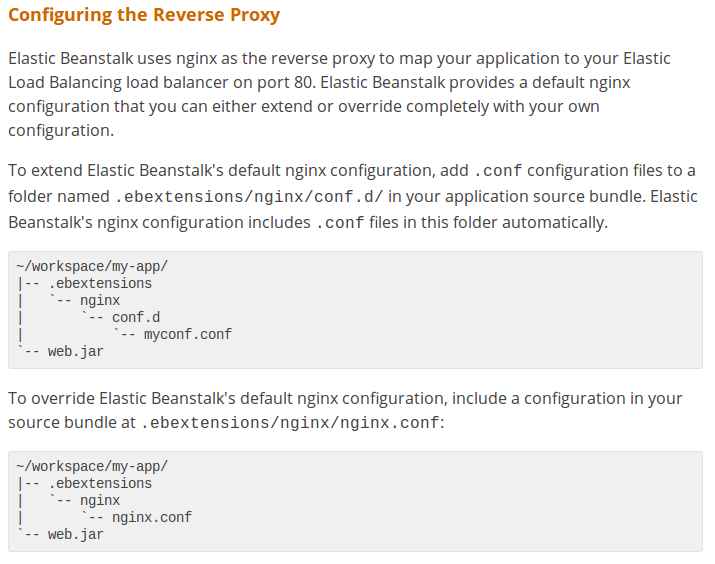 Configuring the Reverse Proxy
Elastic Beanstalk uses nginx as the reverse proxy to map your application to your Elastic
Load Balancing load balancer on port 80. Elastic Beanstalk provides a default nginx
configuration that you can either extend or override completely with your own
configuration.
To extend Elastic Beanstalk's default nginx configuration, add .conf configuration files to a
folder named .ebextensions/nginx/conf.d/ in your application source bundle. Elastic
Beanstalk's nginx configuration includes .conf files in this folder automatically.
~/workspace/my-app/
|-- .ebextensions
|   `-- nginx
|       `-- conf.d
|           `-- myconf.conf
`-- web.jar
To override Elastic Beanstalk's default nginx configuration, include a configuration in your
source bundle at .ebextensions/nginx/nginx.conf:
~/workspace/my-app/
|-- .ebextensions
|   `-- nginx
|       `-- nginx.conf
`-- web.jar